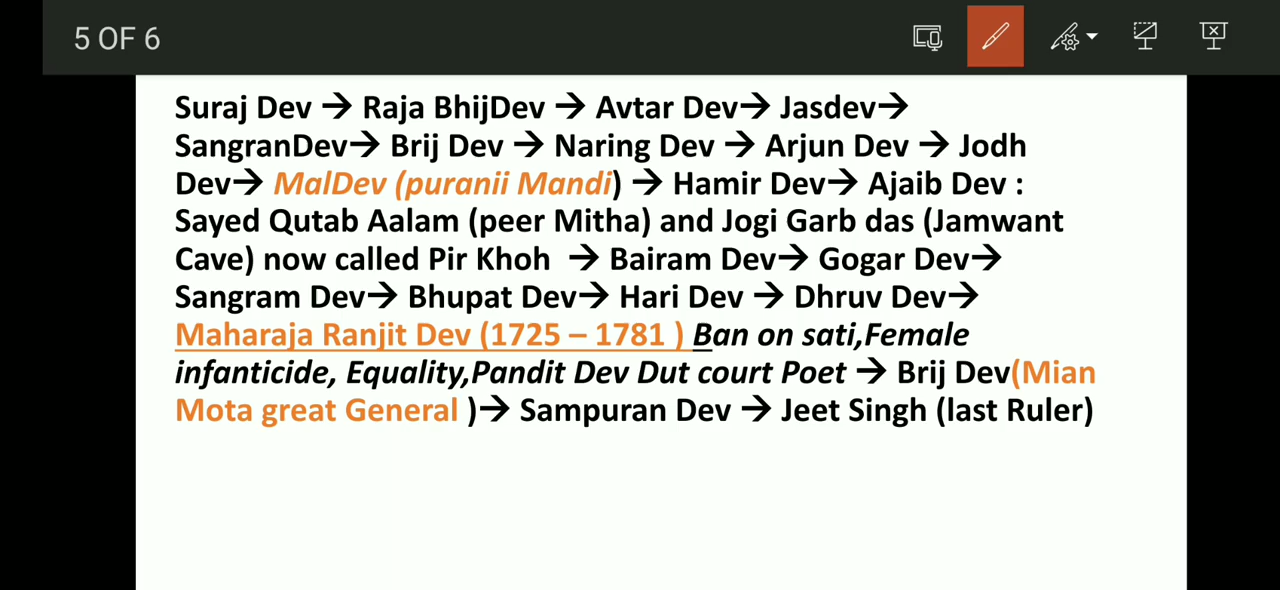 5 OF 6
Suraj Dev → Raja BhijDev → Avtar Dev→ Jasdev→
SangranDev→ Brij Dev → Naring Dev → Arjun Dev → Jodh
Dev→ MalDev (puranii Mandi) → Hamir Dev→ Ajaib Dev :
Sayed Qutab Aalam (peer Mitha) and Jogi Garb das (Jamwant
Cave) now called Pir Khoh → Bairam Dev→ Gogar Dev→
Sangram Dev→ Bhupat Dev→ Hari Dev → Dhruv Dev→
Maharaja Ranjit Dev (1725 – 1781 ) Ban on sati,Female
infanticide, Equality,Pandit Dev Dut court Poet → Brij Dev(Mian
Mota great General )→ Sampuran Dev → Jeet Singh (last Ruler)